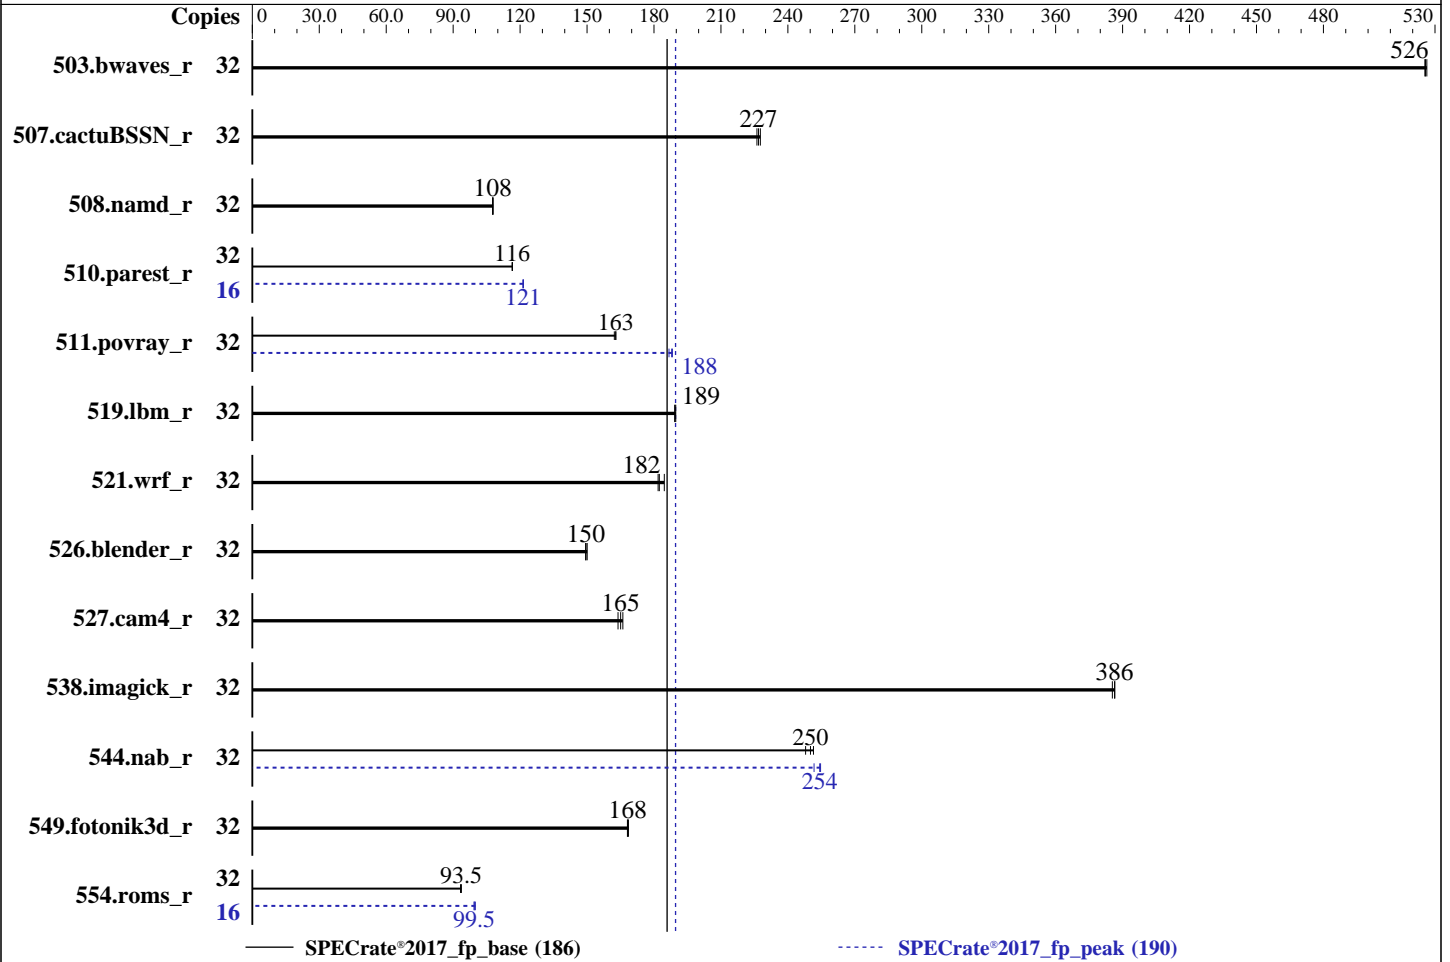 Copies 0 30.0 60.0 90.0 120 150 180 210 240 270 300 330 360 390 420 450 480 530
503.bwaves_r 32 526
507.cactuBSSN_r 32 227
508.namd_r 32 108
510.parest_r 32 116
16 121
511.povray_r 32 163
188
519.lbm_r 32 189
521.wrf_r 32 182
526.blender_r 32 150
527.cam4_r 32 165
538.imagick_r 32 386
544.nab_r 32 250
254
549.fotonik3d_r 32 168
554.roms_r 32 93.5
16 99.5
SPECrate®2017_fp_base (186) SPECrate®2017_fp_peak (190)